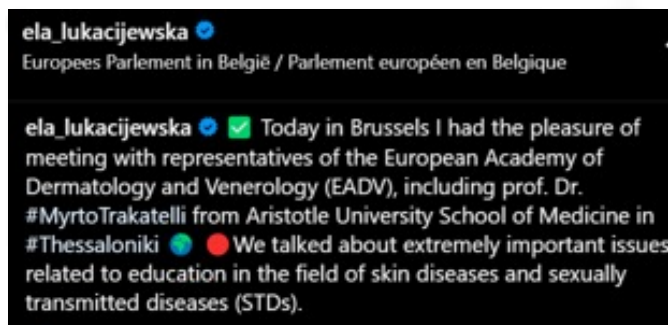 ela_lukacijewska
Europees Parlement in België / Parlement européen en Belgique
ela_lukacijewska ✅ Today in Brussels I had the pleasure of
meeting with representatives of the European Academy of
Dermatology and Venerology (EADV), including prof. Dr.
#MyrtoTrakatelli from Aristotle University School of Medicine in
#Thessaloniki 🌍 🔴We talked about extremely important issues
related to education in the field of skin diseases and sexually
transmitted diseases (STDs).